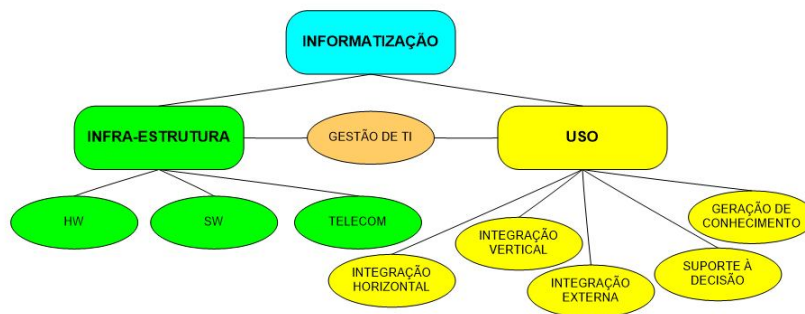 INFORMATIZAÇÃO
INFRA-ESTRUTURA
GESTÃO DE TI
USO
HW
SW
TELECOM
INTEGRAÇÃO
HORIZONTAL
INTEGRAÇÃO
VERTICAL
INTEGRAÇÃO
EXTERNA
SUPORTE À
DECISÃO
GERAÇÃO DE
CONHECIMENTO